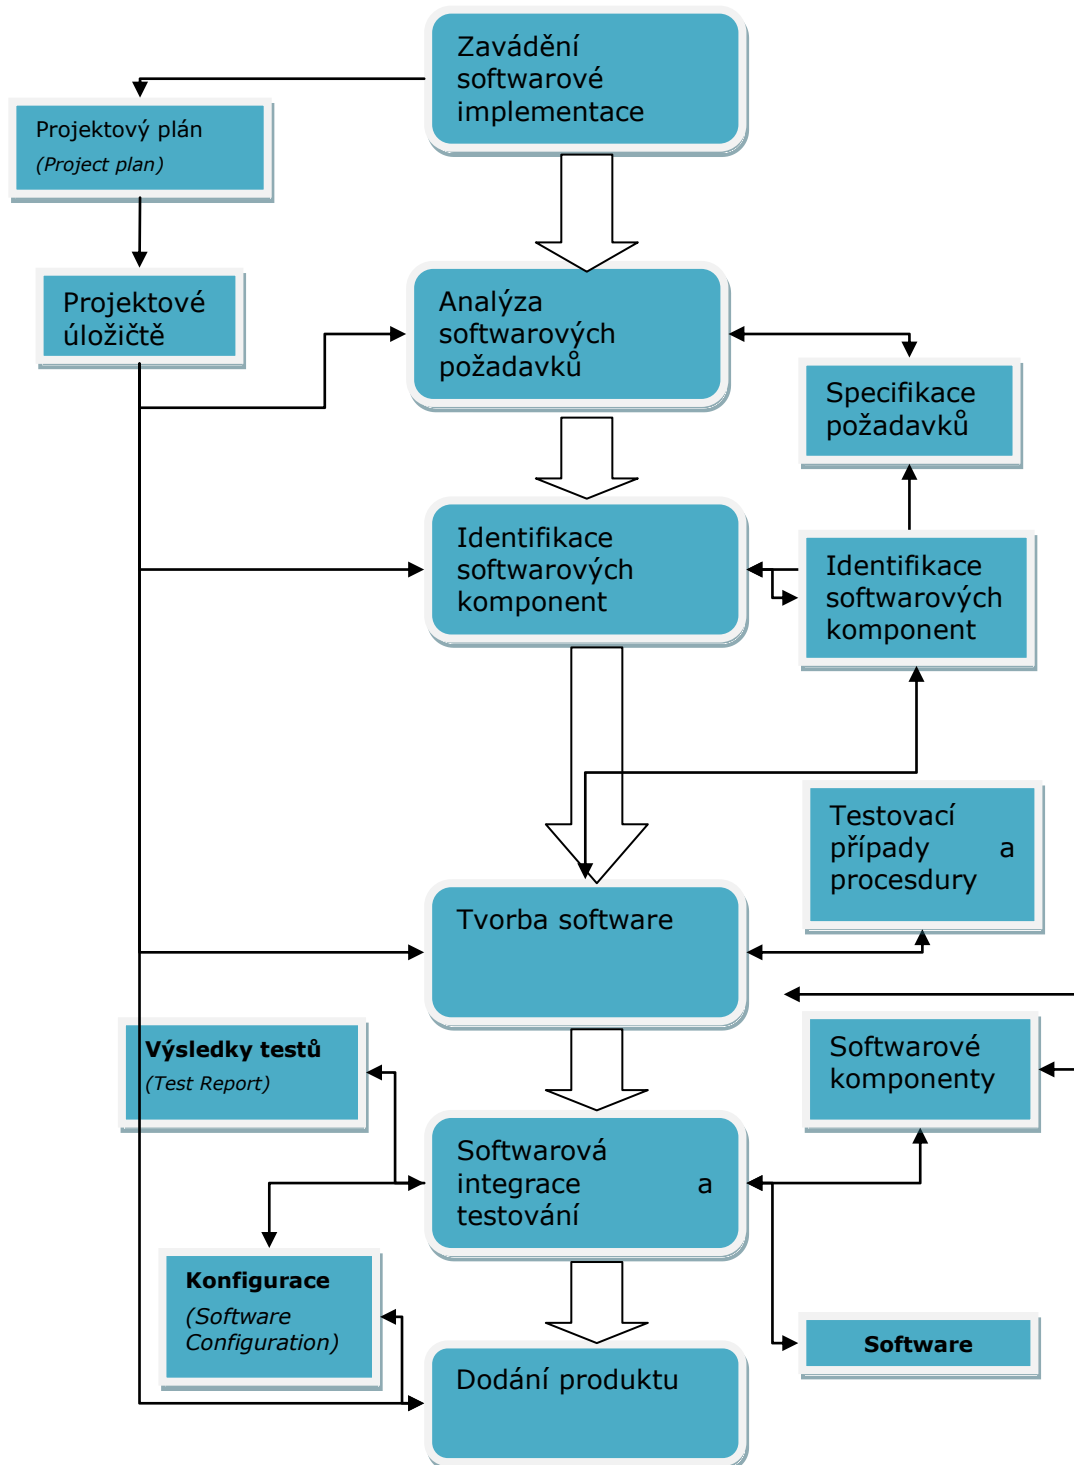 Zavádění
softwarové
implementace
Projektový plán
(Project plan)
Projektové
úložičtě
Analýza
softwarových
požadavků
Specifikace
požadavků
Identifikace
softwarových
komponent
Identifikace
softwarových
komponent
Testovací
případy a
procesdury
Tvorba software
Výsledky testů
(Test Report)
Softwarové
komponenty
Softwarová
integrace a
testování
Konfigurace
(Software
Configuration)
Software
Dodání produktu